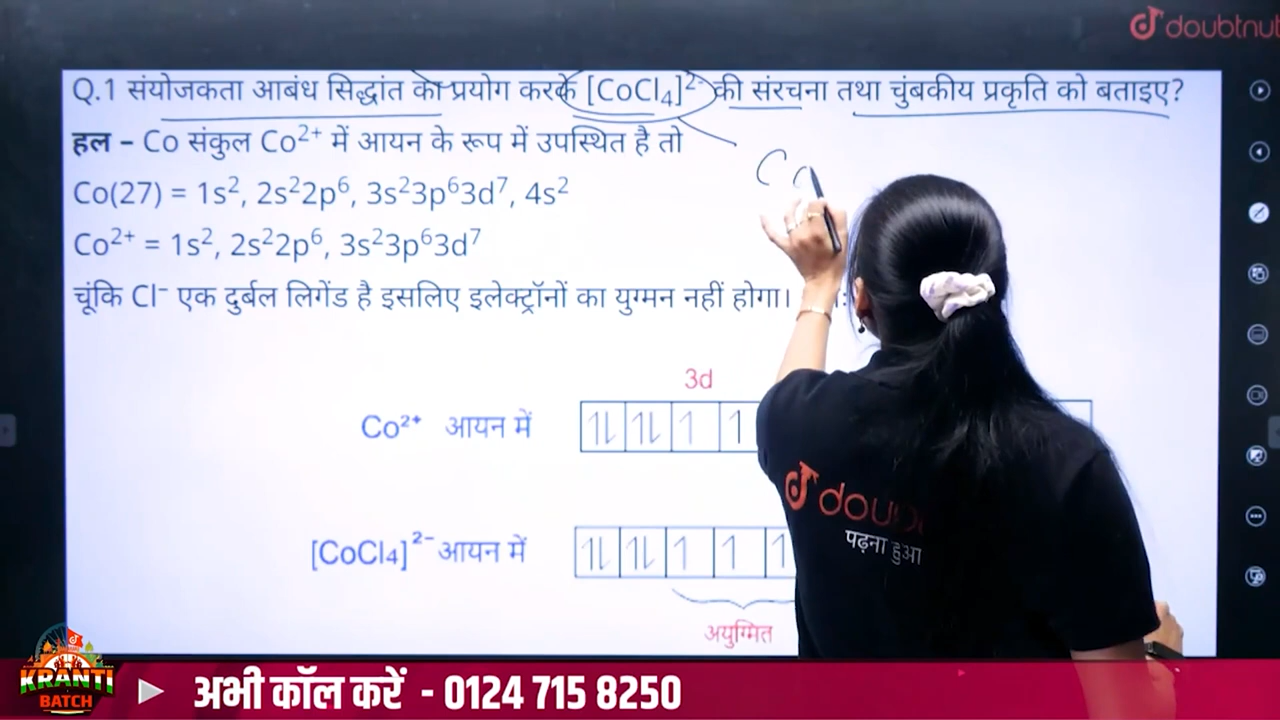 doubtnut
Q.1 संयोजकता आबंध सिद्धांत का प्रयोग करके [CoCl₄]²⁻ की संरचना तथा चुंबकीय प्रकृति को बताइए?
हल – Co संकुल Co²⁺ में आयन के रूप में उपस्थित है तो
Co(27) = 1s², 2s²2p⁶, 3s²3p⁶3d⁷, 4s²
Co²⁺ = 1s², 2s²2p⁶, 3s²3p⁶3d⁷
चूंकि Cl⁻ एक दुर्बल लिगेंड है इसलिए इलेक्ट्रॉनों का युग्मन नहीं होगा।
3d
Co²⁺ आयन में
[CoCl₄]²⁻ आयन में
अयुग्मित
पढ़ना हुआ
KRANTI
BATCH
अभी कॉल करें - 0124 715 8250